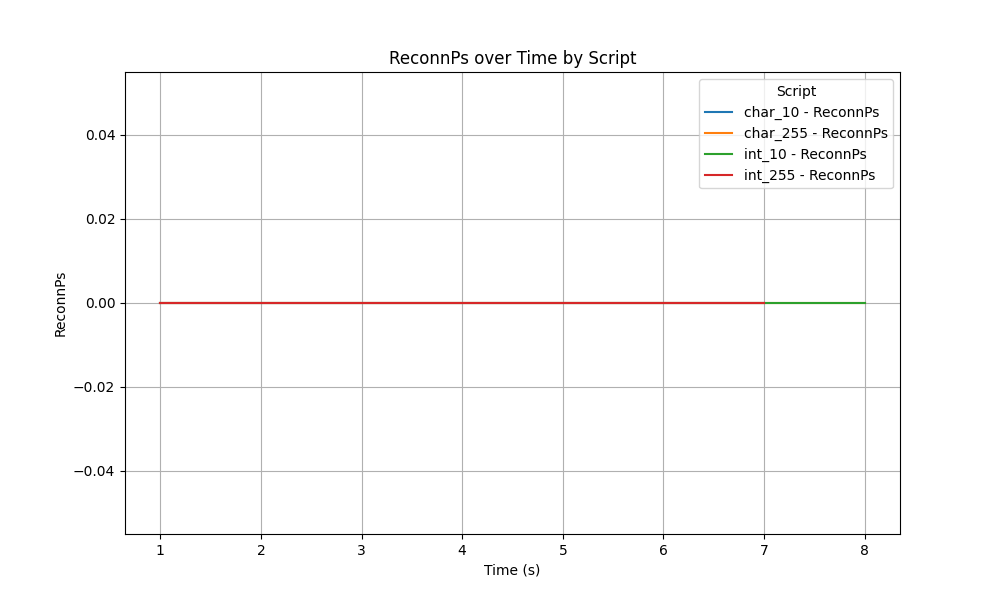 ReconnPs over Time by Script
Script
char_10 - ReconnPs
char_255 - ReconnPs
int_10 - ReconnPs
int_255 - ReconnPs
ReconnPs
0.04
0.02
0.00
−0.02
−0.04
1 2 3 4 5 6 7 8
Time (s)